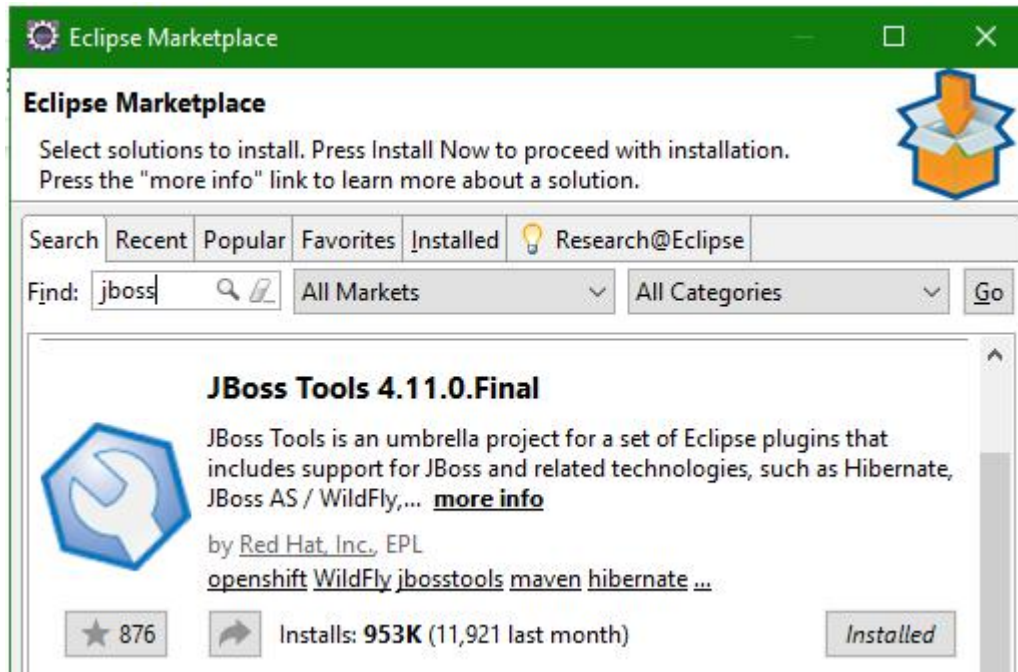 Eclipse Marketplace
Eclipse Marketplace
Select solutions to install. Press Install Now to proceed with installation.
Press the "more info" link to learn more about a solution.
Search Recent Popular Favorites Installed Research@Eclipse
Find: jboss All Markets All Categories Go
JBoss Tools 4.11.0.Final
JBoss Tools is an umbrella project for a set of Eclipse plugins that
includes support for JBoss and related technologies, such as Hibernate,
JBoss AS / WildFly,... more info
by Red Hat, Inc., EPL
openshift WildFly jbosstools maven hibernate ...
876 Installs: 953K (11,921 last month) Installed